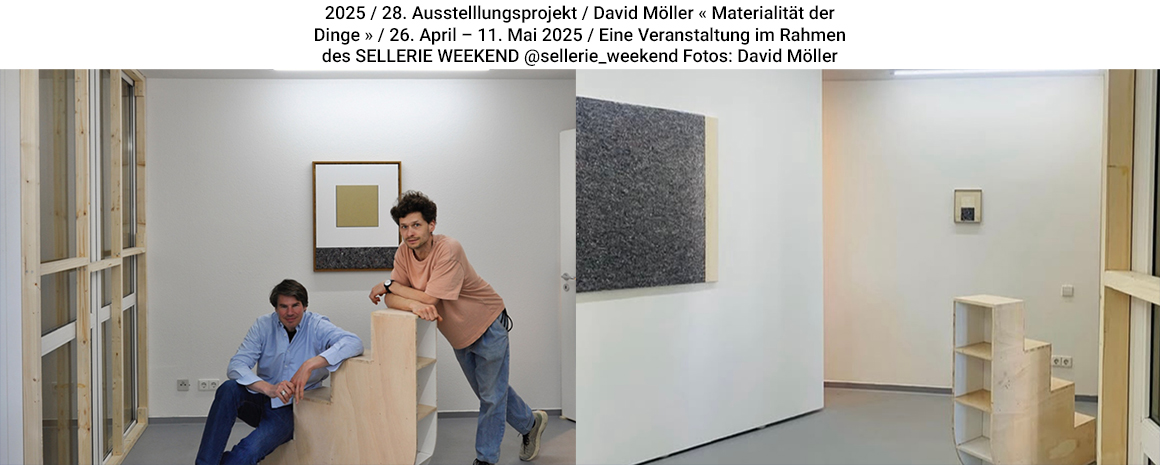 2025 / 28. Ausstelllungsprojekt / David Möller « Materialität der
Dinge » / 26. April – 11. Mai 2025 / Eine Veranstaltung im Rahmen
des SELLERIE WEEKEND @sellerie_weekend Fotos: David Möller